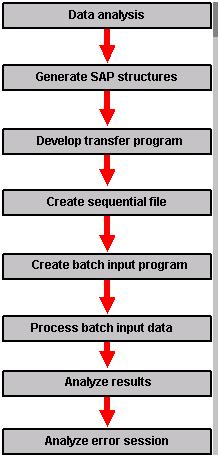 Data analysis
Generate SAP structures
Develop transfer program
Create sequential file
Create batch input program
Process batch input data
Analyze results
Analyze error session